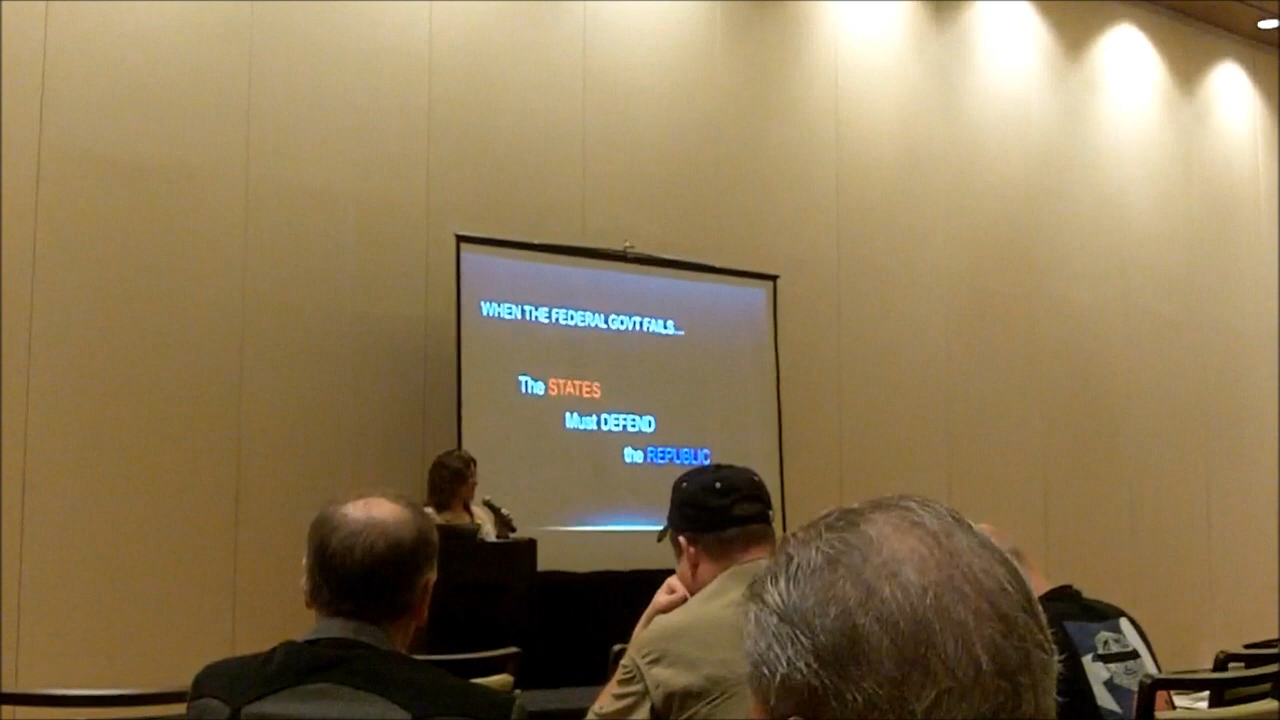 WHEN THE FEDERAL GOVT FAILS...
The STATES
Must DEFEND
the REPUBLIC